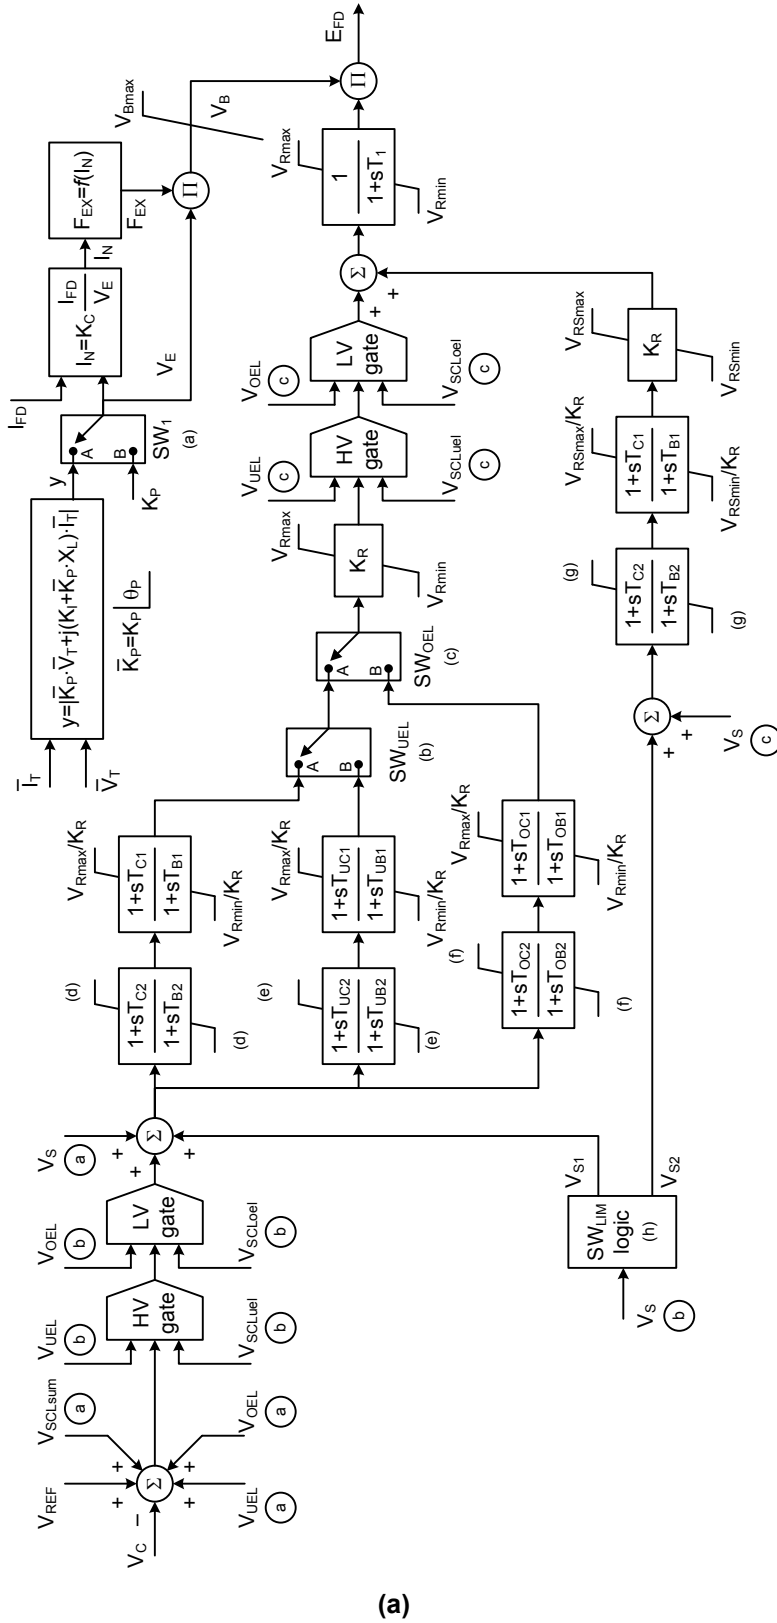 V_C
−
V_REF
+
V_SCLsum
a
+
Σ
+
V_UEL
a
+
V_OEL
a
V_UEL
b
HV
gate
V_SCLuel
b
V_OEL
b
LV
gate
V_SCLoel
b
V_S
a
+
+
Σ
+
(d)
1+sT_C2
1+sT_B2
(d)
V_Rmax/K_R
1+sT_C1
1+sT_B1
V_Rmin/K_R
(e)
1+sT_UC2
1+sT_UB2
(e)
V_Rmax/K_R
1+sT_UC1
1+sT_UB1
V_Rmin/K_R
(f)
1+sT_OC2
1+sT_OB2
(f)
V_Rmax/K_R
1+sT_OC1
1+sT_OB1
V_Rmin/K_R
A
B
SW_UEL
(b)
A
B
SW_OEL
(c)
V_Rmax
K_R
V_Rmin
V_UEL
c
HV
gate
V_SCLuel
c
V_OEL
c
LV
gate
V_SCLoel
c
+
+
Σ
V_Rmax
1
1+sT_1
V_Rmin
Π
E_FD
I̅_T
V̅_T
y=|K̅_P·V̅_T+j(K_I+K̅_P·X_L)·I̅_T|
K̅_P=K_P∠θ_P
y
K_P
A
B
SW_1
(a)
I_FD
I_N=K_C I_FD/V_E
V_E
I_N
F_EX=f(I_N)
F_EX
Π
V_Bmax
V_B
V_S
b
SW_LIM
logic
(h)
V_S1
V_S2
+
+
Σ
V_S
c
(g)
1+sT_C2
1+sT_B2
(g)
V_RSmax/K_R
1+sT_C1
1+sT_B1
V_RSmin/K_R
V_RSmax
K_R
V_RSmin
(a)